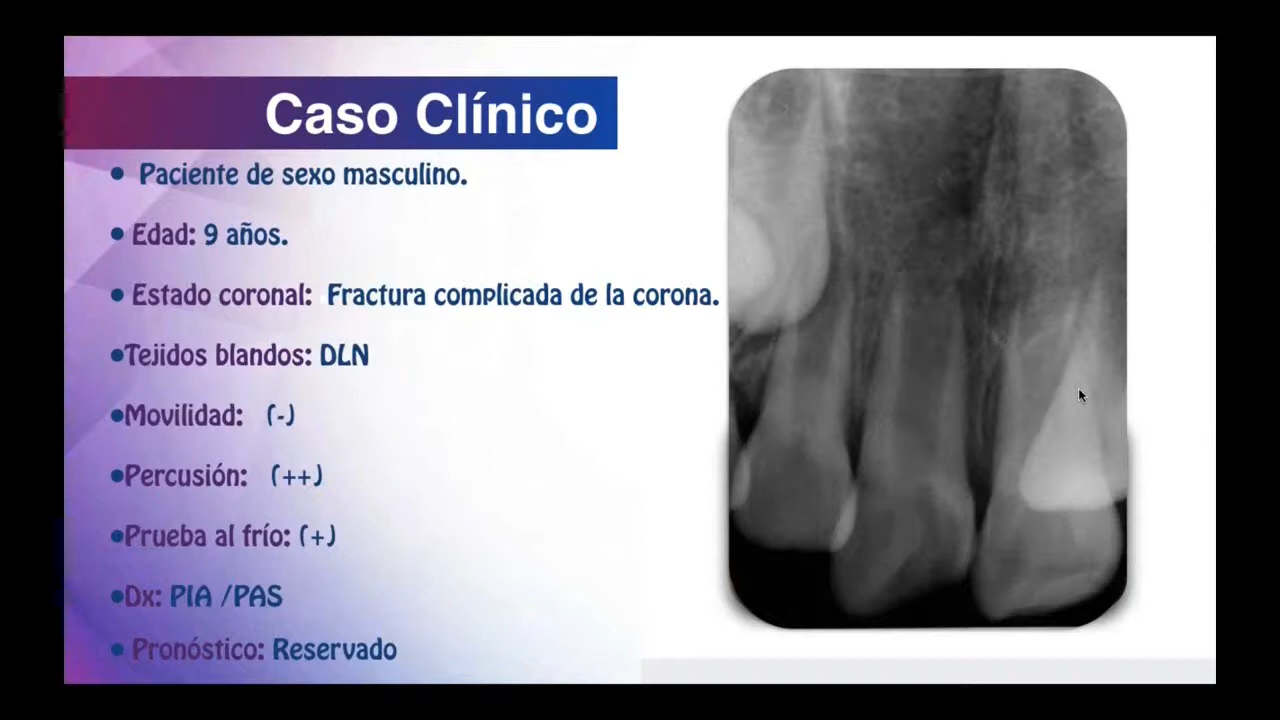 Caso Clínico
• Paciente de sexo masculino.
• Edad: 9 años.
• Estado coronal: Fractura complicada de la corona.
•Tejidos blandos: DLN
•Movilidad: (-)
•Percusión: (++)
•Prueba al frío: (+)
•Dx: PIA /PAS
• Pronóstico: Reservado